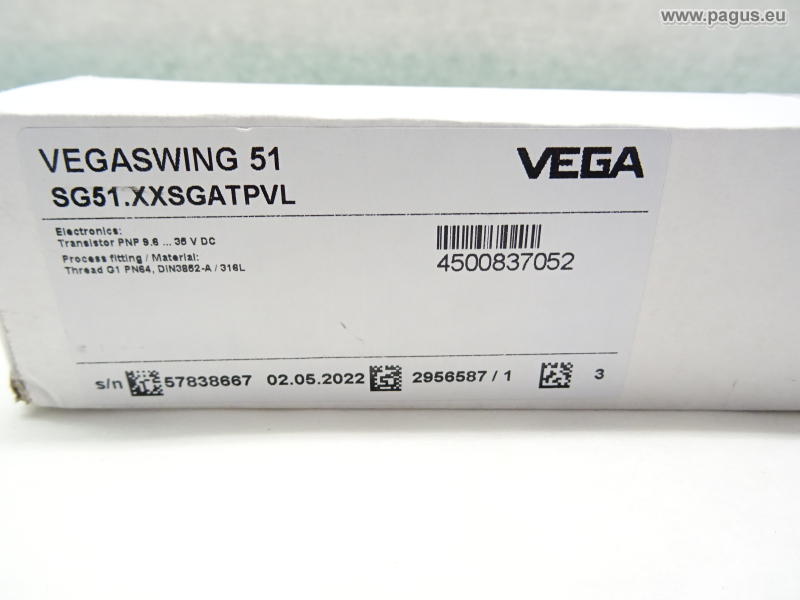 www.pagus.eu
VEGASWING 51
VEGA
SG51.XXSGATPVL
Electronics:
Transistor PNP 9.6 ... 35 V DC
Process fitting / Material:
Thread G1 PN64, DIN3852-A / 316L
4500837052
s/n 57838667 02.05.2022 2956587 / 1 3